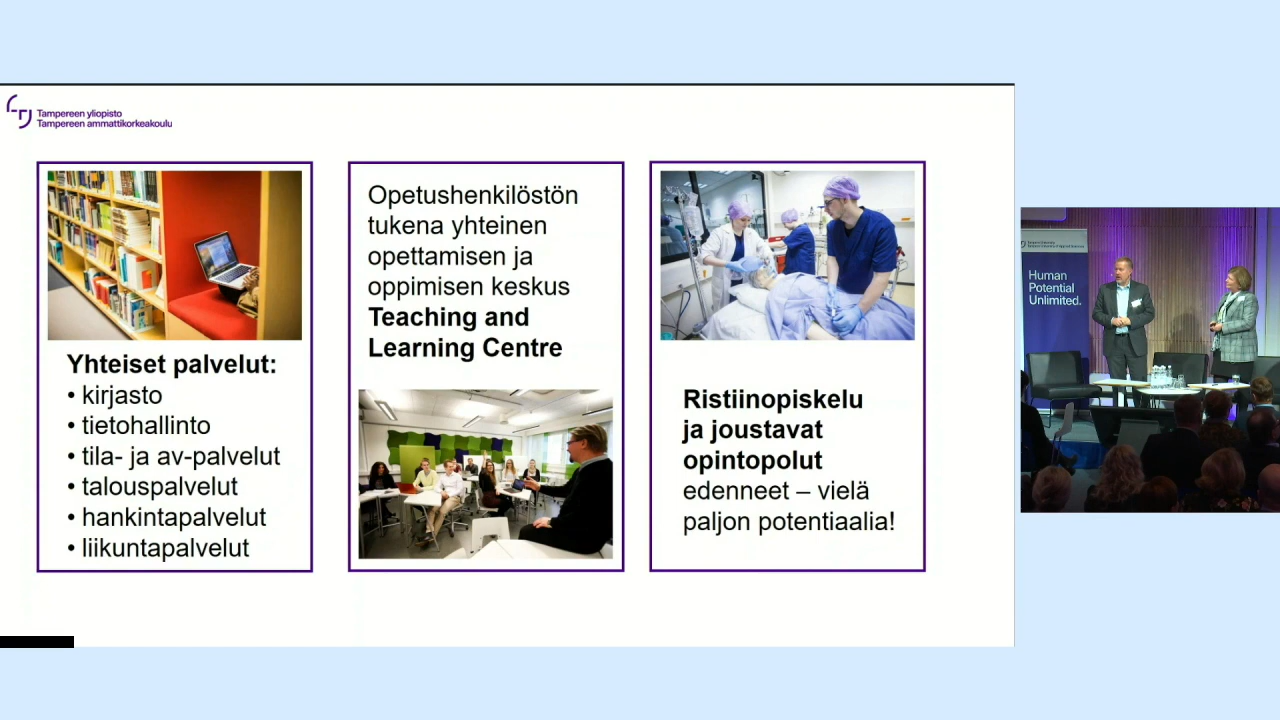 Tampereen yliopisto
Tampereen ammattikorkeakoulu
Yhteiset palvelut:
• kirjasto
• tietohallinto
• tila- ja av-palvelut
• talouspalvelut
• hankintapalvelut
• liikuntapalvelut
Opetushenkilöstön
tukena yhteinen
opettamisen ja
oppimisen keskus
Teaching and
Learning Centre
Ristiinopiskelu
ja joustavat
opintopolut
edenneet – vielä
paljon potentiaalia!
Human
Potential
Unlimited.